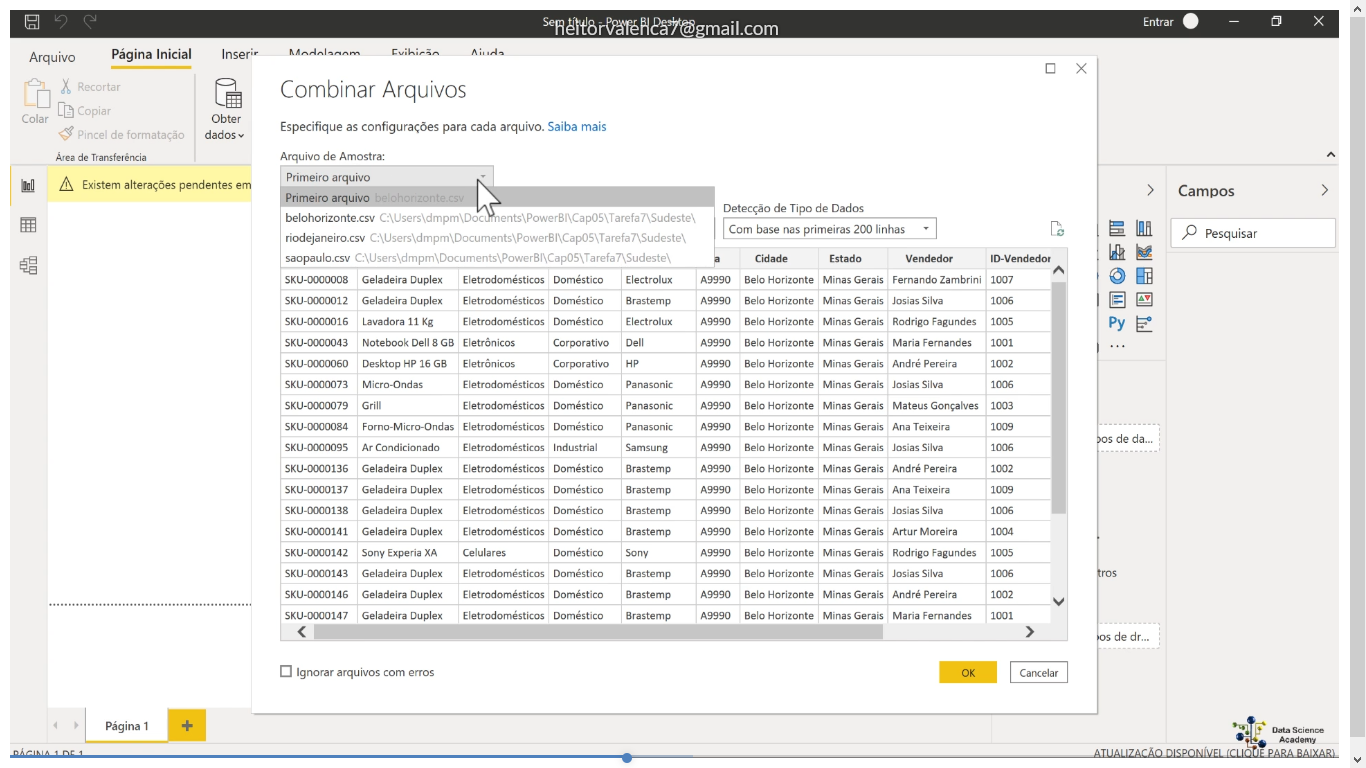 Sem título - Power BI Desktop
heitorvalenca7@gmail.com
Entrar
Arquivo
Página Inicial
Inserir
Modelagem
Exibição
Ajuda
Colar
Recortar
Copiar
Pincel de formatação
Área de Transferência
Obter
dados
Existem alterações pendentes em
Combinar Arquivos
Especifique as configurações para cada arquivo. Saiba mais
Arquivo de Amostra:
Primeiro arquivo
Primeiro arquivo belohorizonte.csv
belohorizonte.csv C:\Users\dmpm\Documents\PowerBI\Cap05\Tarefa7\Sudeste\
riodejaneiro.csv C:\Users\dmpm\Documents\PowerBI\Cap05\Tarefa7\Sudeste\
saopaulo.csv C:\Users\dmpm\Documents\PowerBI\Cap05\Tarefa7\Sudeste\
Detecção de Tipo de Dados
Com base nas primeiras 200 linhas
a Cidade Estado Vendedor ID-Vendedor
SKU-0000008 Geladeira Duplex Eletrodomésticos Doméstico Electrolux A9990 Belo Horizonte Minas Gerais Fernando Zambrini 1007
SKU-0000012 Geladeira Duplex Eletrodomésticos Doméstico Brastemp A9990 Belo Horizonte Minas Gerais Josias Silva 1006
SKU-0000016 Lavadora 11 Kg Eletrodomésticos Doméstico Electrolux A9990 Belo Horizonte Minas Gerais Rodrigo Fagundes 1005
SKU-0000043 Notebook Dell 8 GB Eletrônicos Corporativo Dell A9990 Belo Horizonte Minas Gerais Maria Fernandes 1001
SKU-0000060 Desktop HP 16 GB Eletrônicos Corporativo HP A9990 Belo Horizonte Minas Gerais André Pereira 1002
SKU-0000073 Micro-Ondas Eletrodomésticos Doméstico Panasonic A9990 Belo Horizonte Minas Gerais Josias Silva 1006
SKU-0000079 Grill Eletrodomésticos Doméstico Panasonic A9990 Belo Horizonte Minas Gerais Mateus Gonçalves 1003
SKU-0000084 Forno-Micro-Ondas Eletrodomésticos Doméstico Panasonic A9990 Belo Horizonte Minas Gerais Ana Teixeira 1009
SKU-0000095 Ar Condicionado Eletrodomésticos Industrial Samsung A9990 Belo Horizonte Minas Gerais Josias Silva 1006
SKU-0000136 Geladeira Duplex Eletrodomésticos Doméstico Brastemp A9990 Belo Horizonte Minas Gerais André Pereira 1002
SKU-0000137 Geladeira Duplex Eletrodomésticos Doméstico Brastemp A9990 Belo Horizonte Minas Gerais Ana Teixeira 1009
SKU-0000138 Geladeira Duplex Eletrodomésticos Doméstico Brastemp A9990 Belo Horizonte Minas Gerais Josias Silva 1006
SKU-0000141 Geladeira Duplex Eletrodomésticos Doméstico Brastemp A9990 Belo Horizonte Minas Gerais Artur Moreira 1004
SKU-0000142 Sony Experia XA Celulares Doméstico Sony A9990 Belo Horizonte Minas Gerais Rodrigo Fagundes 1005
SKU-0000143 Geladeira Duplex Eletrodomésticos Doméstico Brastemp A9990 Belo Horizonte Minas Gerais Josias Silva 1006
SKU-0000146 Geladeira Duplex Eletrodomésticos Doméstico Brastemp A9990 Belo Horizonte Minas Gerais André Pereira 1002
SKU-0000147 Geladeira Duplex Eletrodomésticos Doméstico Brastemp A9990 Belo Horizonte Minas Gerais Maria Fernandes 1001
Ignorar arquivos com erros
OK
Cancelar
Campos
Pesquisar
Py
pos de da...
tros
os de dr...
Página 1
PÁGINA 1 DE 1
Data Science
Academy
ATUALIZAÇÃO DISPONÍVEL (CLIQUE PARA BAIXAR)